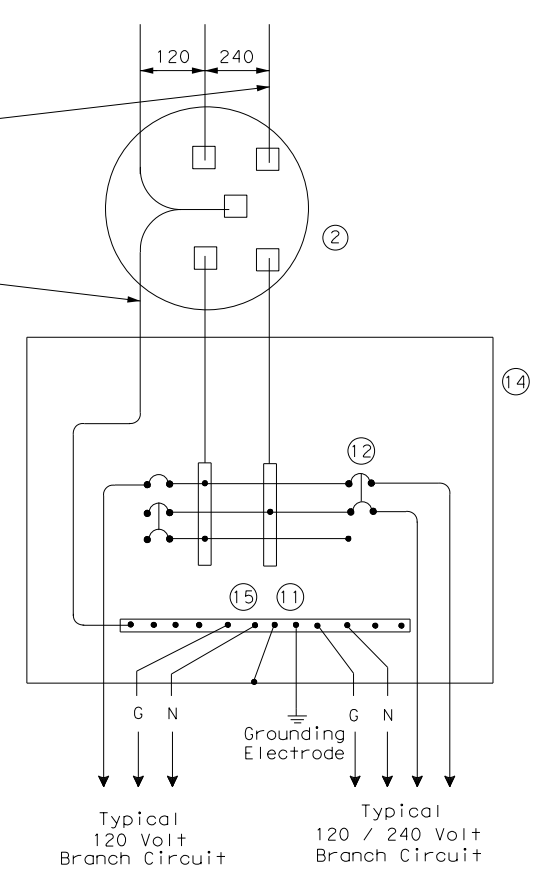 120 240
2
14
12
15 11
G N
G N
Grounding
Electrode
Typical
120 Volt
Branch Circuit
Typical
120 / 240 Volt
Branch Circuit